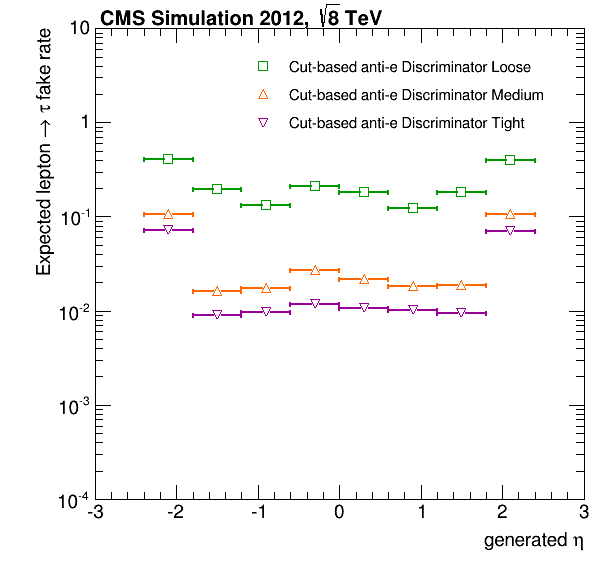 CMS Simulation 2012, √8 TeV
Expected lepton → τ fake rate
Cut-based anti-e Discriminator Loose
Cut-based anti-e Discriminator Medium
Cut-based anti-e Discriminator Tight
10
1
10⁻¹
10⁻²
10⁻³
10⁻⁴
-3 -2 -1 0 1 2 3
generated η